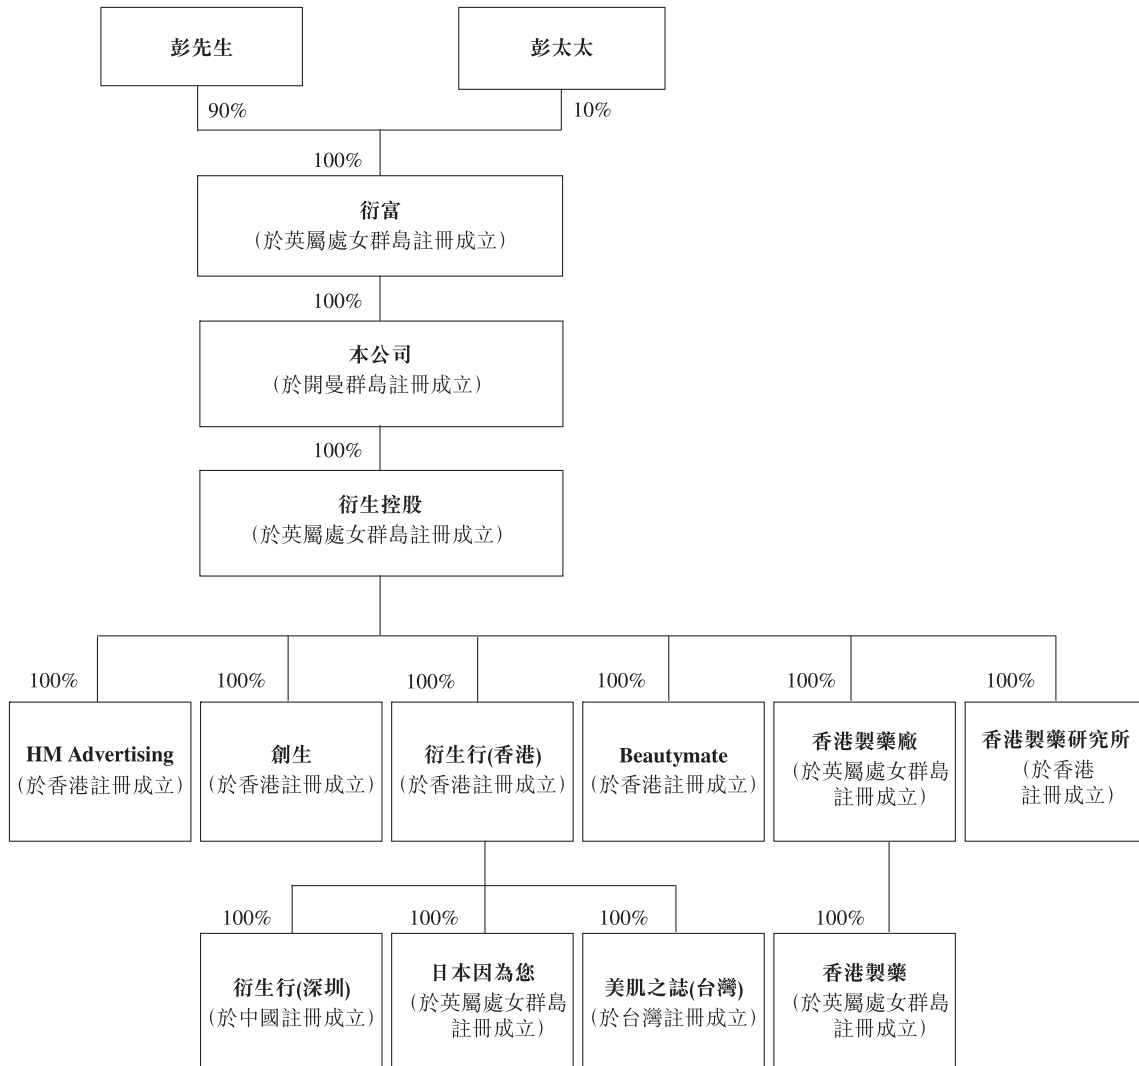 彭先生
彭太太
90%
10%
100%
衍富
（於英屬處女群島註冊成立）
100%
本公司
（於開曼群島註冊成立）
100%
衍生控股
（於英屬處女群島註冊成立）
100%
100%
100%
100%
100%
100%
HM Advertising
（於香港註冊成立）
創生
（於香港註冊成立）
衍生行(香港)
（於香港註冊成立）
Beautymate
（於香港註冊成立）
香港製藥廠
（於英屬處女群島
註冊成立）
香港製藥研究所
（於香港
註冊成立）
100%
100%
100%
100%
衍生行(深圳)
（於中國註冊成立）
日本因為您
（於英屬處女群島
註冊成立）
美肌之誌(台灣)
（於台灣註冊成立）
香港製藥
（於英屬處女群島
註冊成立）